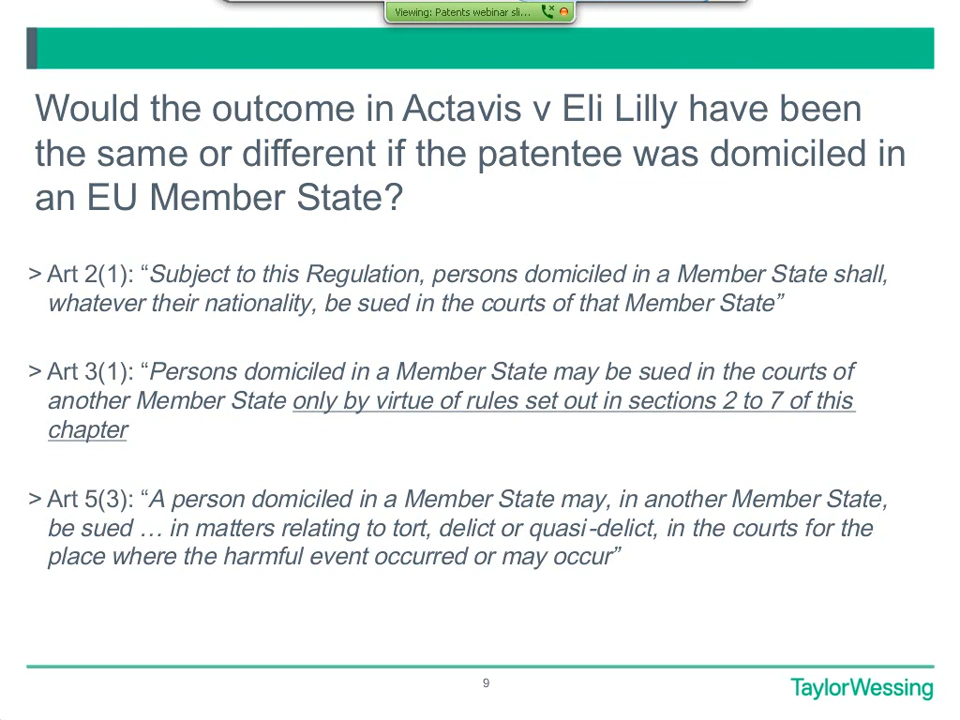 Viewing: Patents webinar sli...
Would the outcome in Actavis v Eli Lilly have been
the same or different if the patentee was domiciled in
an EU Member State?
> Art 2(1): “Subject to this Regulation, persons domiciled in a Member State shall,
whatever their nationality, be sued in the courts of that Member State”
> Art 3(1): “Persons domiciled in a Member State may be sued in the courts of
another Member State only by virtue of rules set out in sections 2 to 7 of this
chapter
> Art 5(3): “A person domiciled in a Member State may, in another Member State,
be sued … in matters relating to tort, delict or quasi-delict, in the courts for the
place where the harmful event occurred or may occur”
9
TaylorWessing